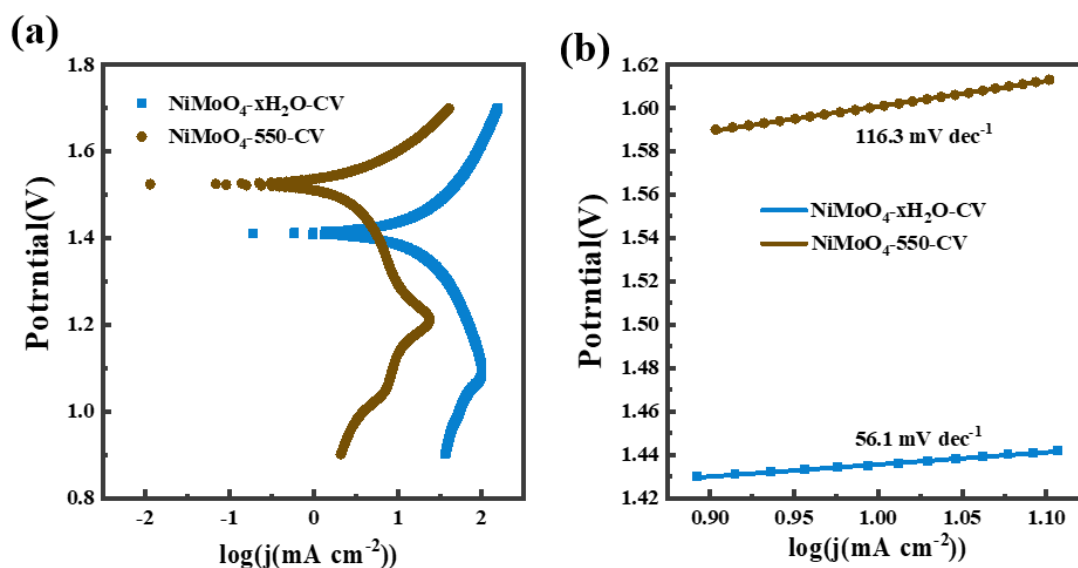 (a)
1.8
1.6
1.4
1.2
1.0
0.8
Potrntial(V)
NiMoO₄-xH₂O-CV
NiMoO₄-550-CV
-2 -1 0 1 2
log(j(mA cm⁻²))
(b)
1.62
1.60
1.58
1.56
1.54
1.52
1.50
1.48
1.46
1.44
1.42
Potrntial(V)
116.3 mV dec⁻¹
NiMoO₄-xH₂O-CV
NiMoO₄-550-CV
56.1 mV dec⁻¹
0.90 0.95 1.00 1.05 1.10
log(j(mA cm⁻²))